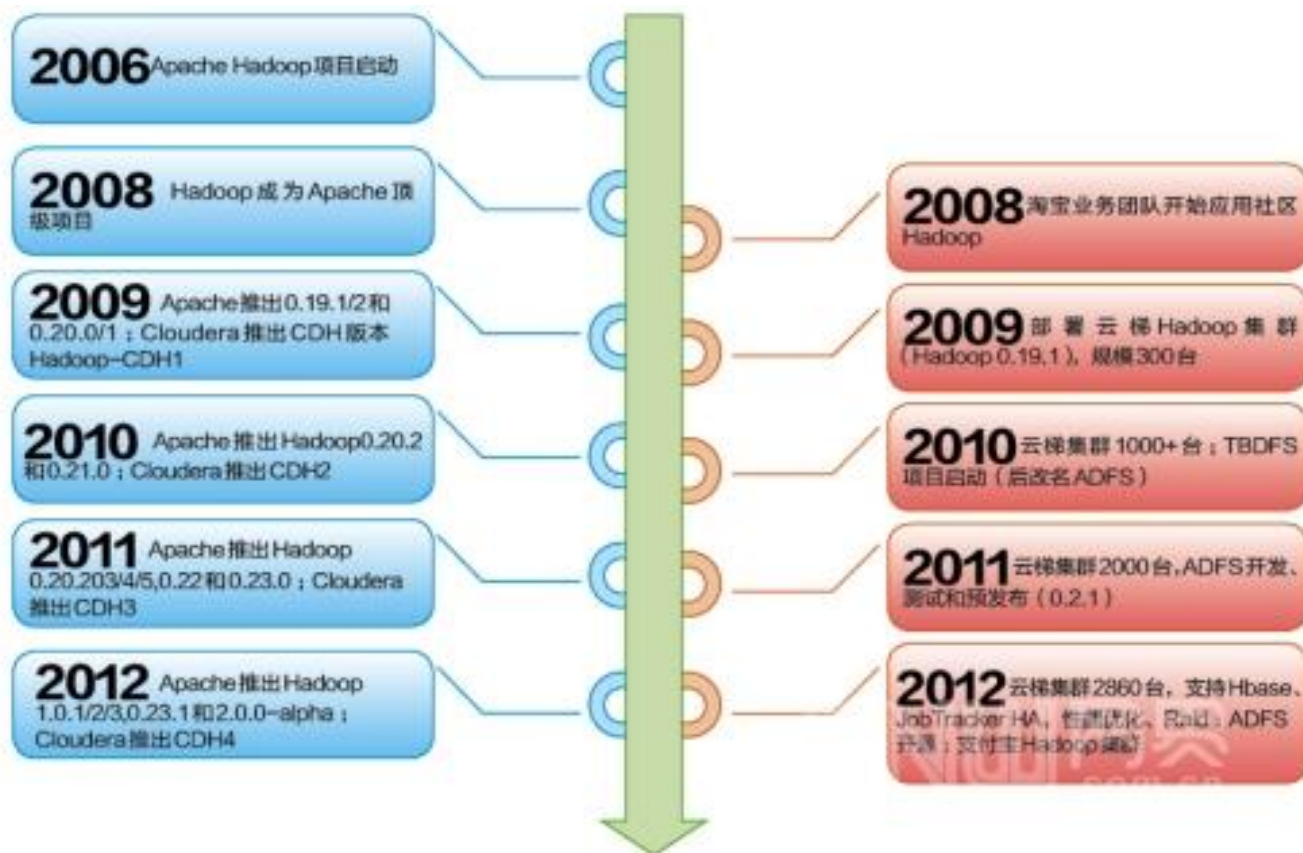 2006 Apache Hadoop项目启动
2008 Hadoop成为Apache顶
级项目
2009 Apache推出0.19.1/2和
0.20.0/1；Cloudera推出CDH版本
Hadoop-CDH1
2010 Apache推出Hadoop0.20.2
和0.21.0；Cloudera推出CDH2
2011 Apache推出Hadoop
0.20.203/4/5,0.22和0.23.0；Cloudera
推出CDH3
2012 Apache推出Hadoop
1.0.1/2/3,0.23.1和2.0.0-alpha；
Cloudera推出CDH4
2008 淘宝业务团队开始应用社区
Hadoop
2009 部署云梯Hadoop集群
（Hadoop 0.19.1），规模300台
2010 云梯集群1000+台；TBDFS
项目启动（后改名ADFS）
2011 云梯集群2000台，ADFS开发、
测试和预发布（0.2.1）
2012 云梯集群2860台，支持Hbase、
JobTracker HA、性能优化、Raid；ADFS
开源；支付宝Hadoop集群